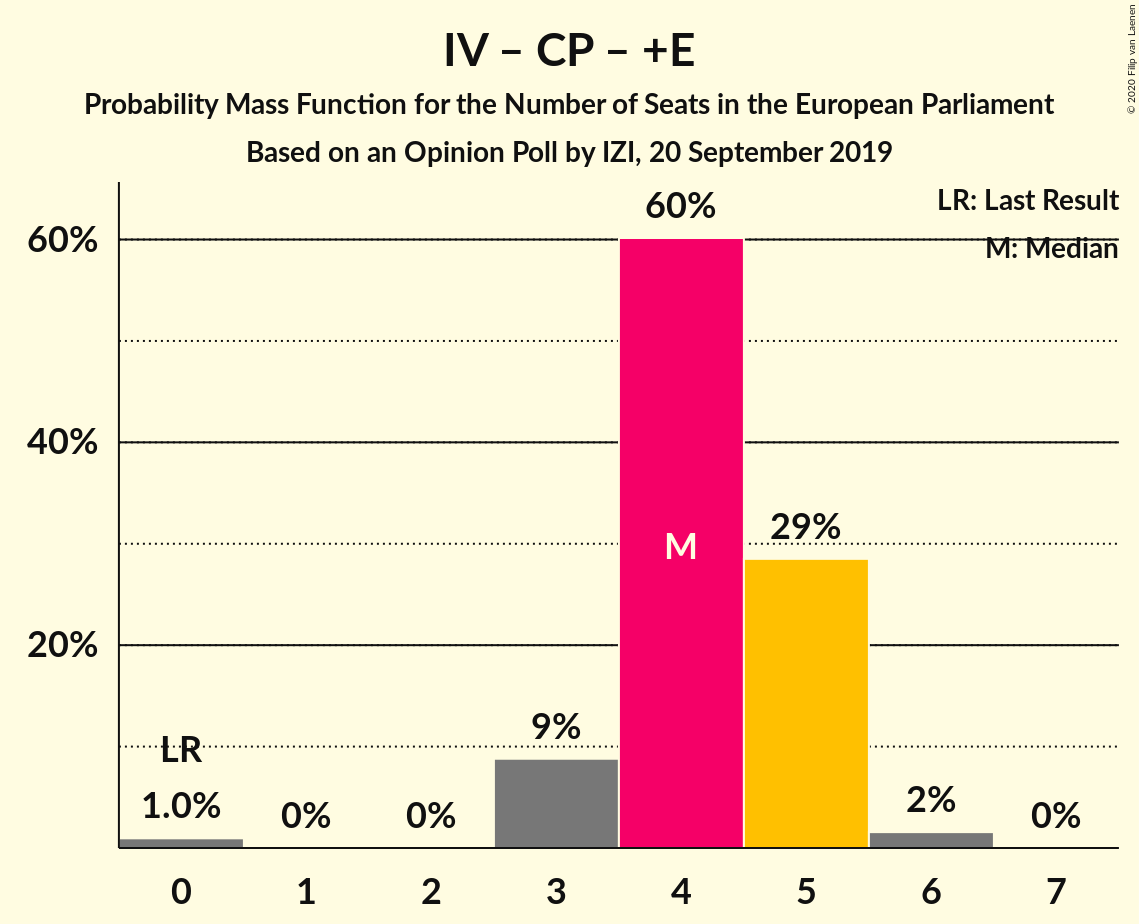 IV – CP – +E
Probability Mass Function for the Number of Seats in the European Parliament
Based on an Opinion Poll by IZI, 20 September 2019
© 2020 Filip van Laenen
LR: Last Result
M: Median
60%
40%
20%
LR
1.0%
0%
0%
9%
60%
M
29%
2%
0%
0 1 2 3 4 5 6 7